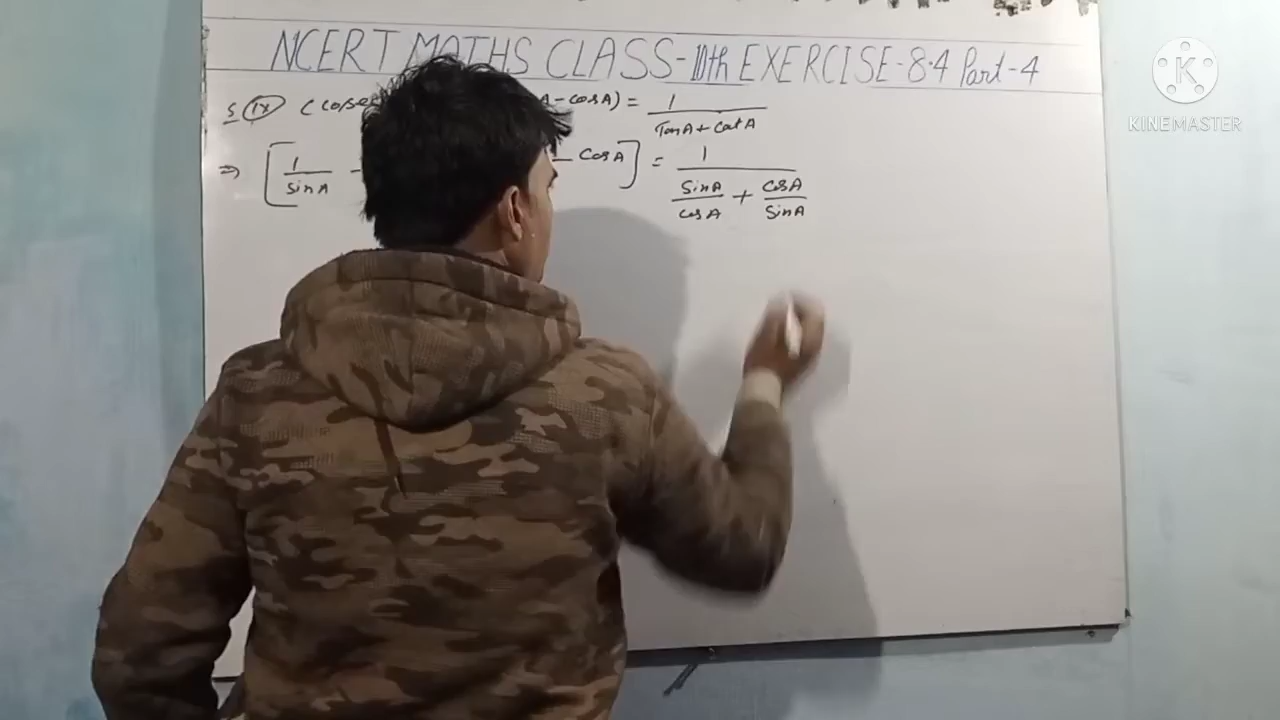 NCERT MATHS CLASS-10th EXERCISE-8.4 Part-4
5 (ix) (cosec A-cosA) = 1 / TanA + CotA
⇒ [ 1 / sinA - - cosA ] = 1 / sinA / cosA + cosA / sinA
K
KINEMASTER